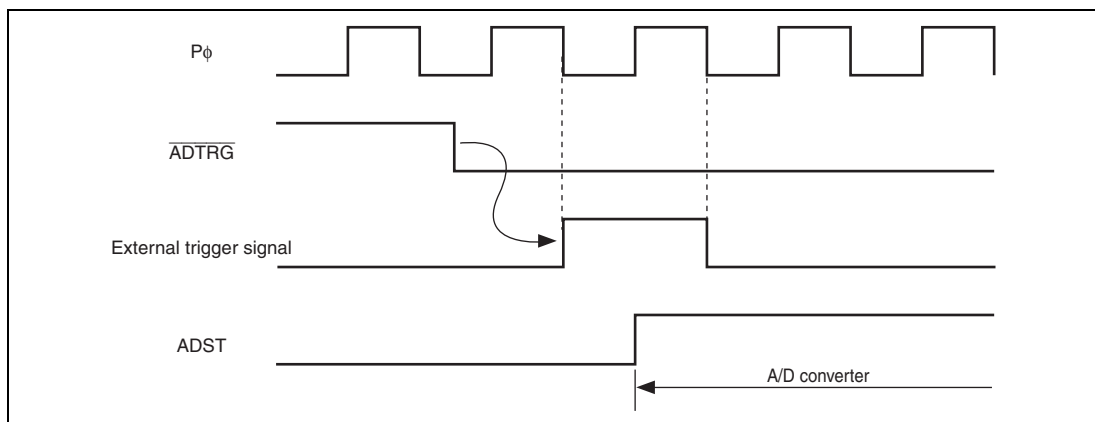 Pϕ
ADTRG
External trigger signal
ADST
A/D converter